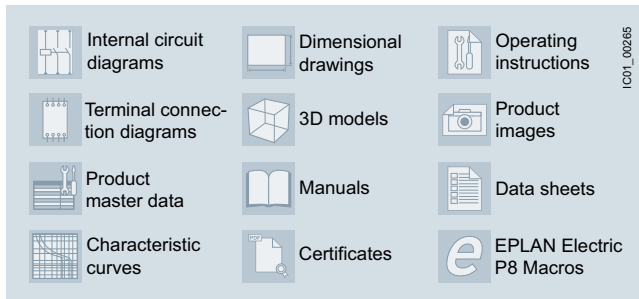 Internal circuit
diagrams
Dimensional
drawings
Operating
instructions
IC01_00265
Terminal connec-
tion diagrams
3D models
Product
images
Product
master data
Manuals
Data sheets
Characteristic
curves
PDF
Certificates
e
EPLAN Electric
P8 Macros